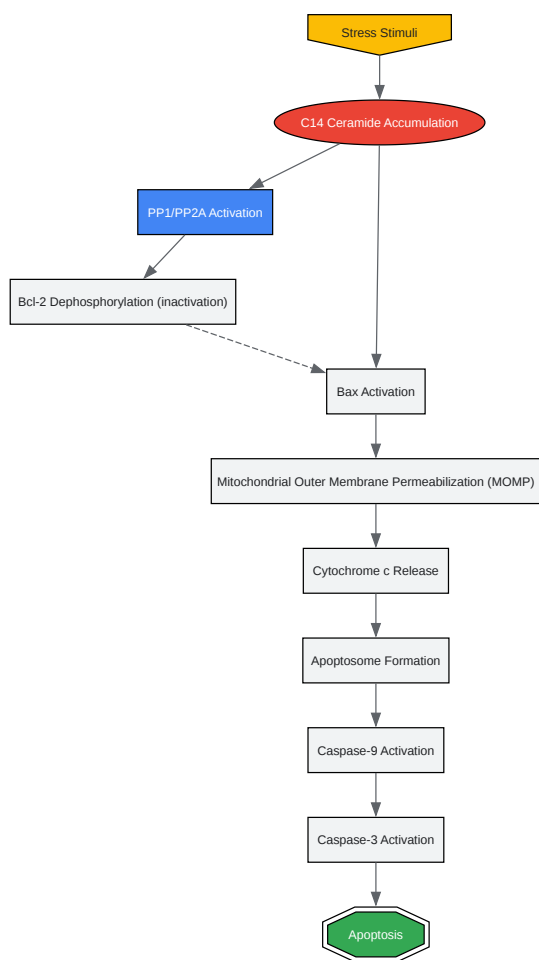 Stress Stimuli
C14 Ceramide Accumulation
PP1/PP2A Activation
Bcl-2 Dephosphorylation (inactivation)
Bax Activation
Mitochondrial Outer Membrane Permeabilization (MOMP)
Cytochrome c Release
Apoptosome Formation
Caspase-9 Activation
Caspase-3 Activation
Apoptosis